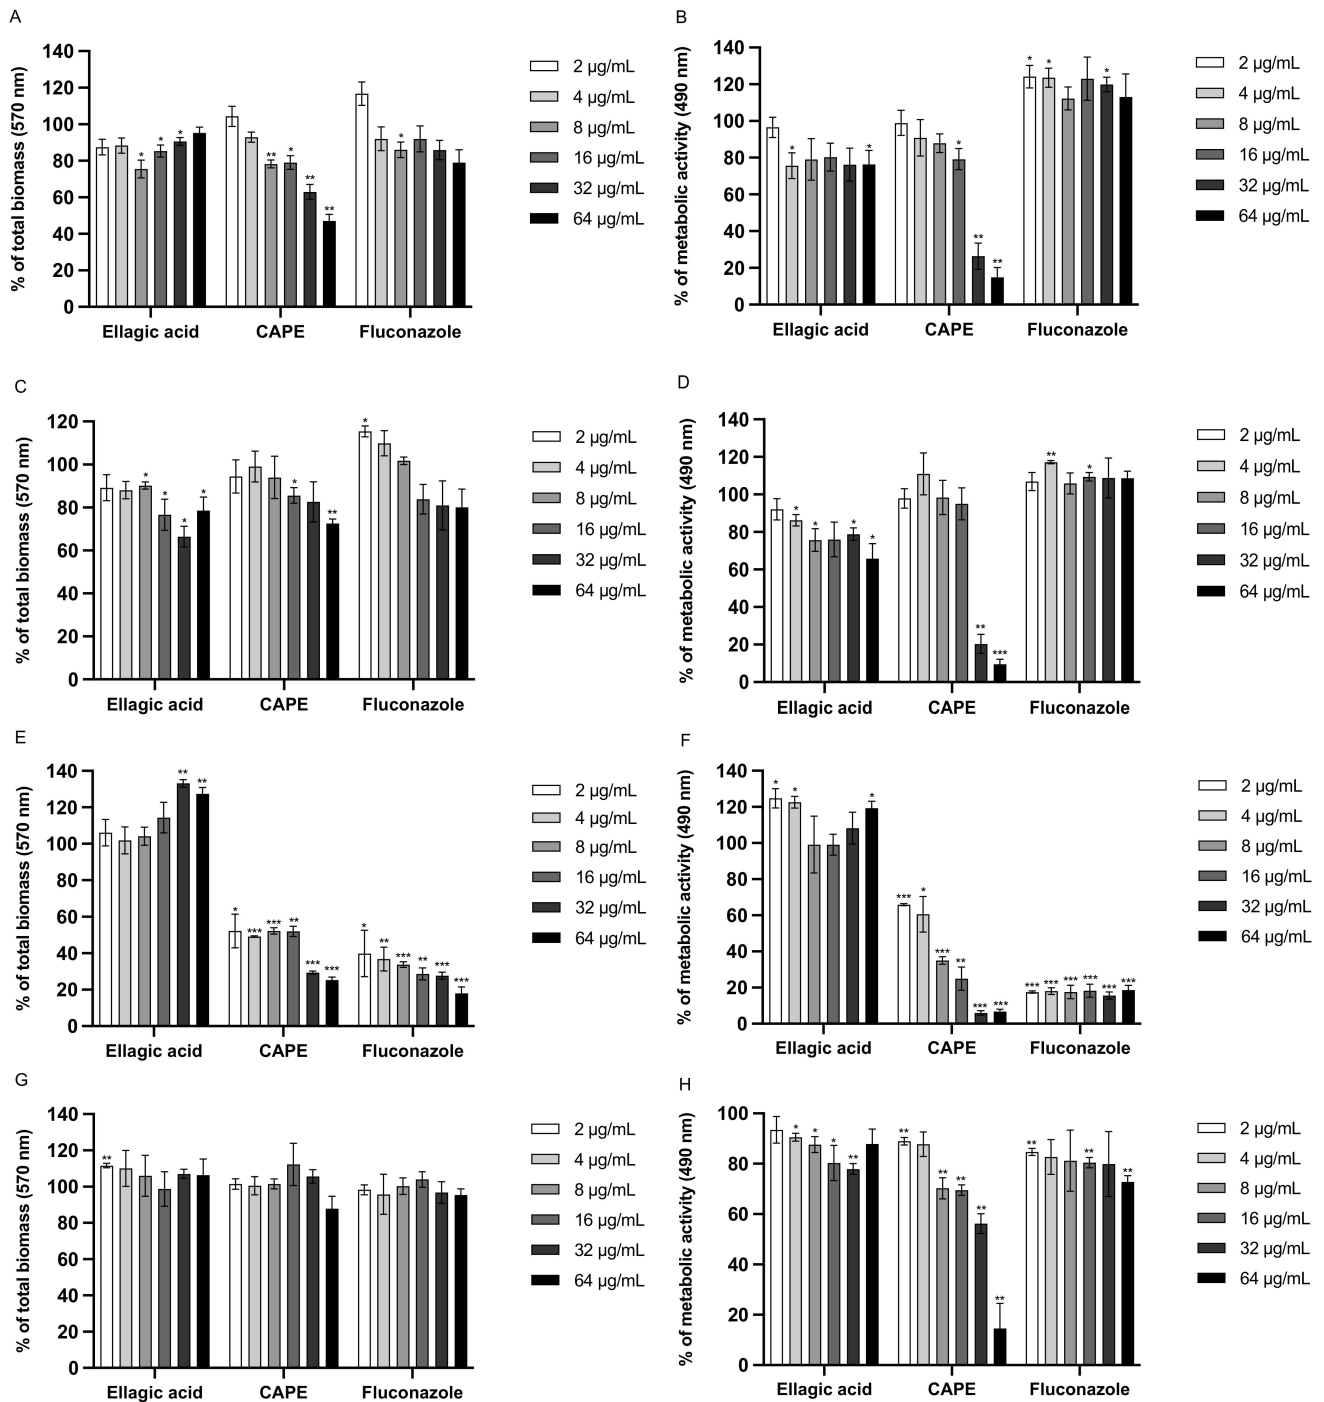 A
% of total biomass (570 nm)
140
120
100
80
60
40
20
0
* * * ** * ** ** *
Ellagic acid CAPE Fluconazole
2 µg/mL
4 µg/mL
8 µg/mL
16 µg/mL
32 µg/mL
64 µg/mL
B
% of metabolic activity (490 nm)
140
120
100
80
60
40
20
0
* * * ** ** * * *
Ellagic acid CAPE Fluconazole
2 µg/mL
4 µg/mL
8 µg/mL
16 µg/mL
32 µg/mL
64 µg/mL
C
% of total biomass (570 nm)
120
100
80
60
40
20
0
* * * * * ** *
Ellagic acid CAPE Fluconazole
2 µg/mL
4 µg/mL
8 µg/mL
16 µg/mL
32 µg/mL
64 µg/mL
D
% of metabolic activity (490 nm)
140
120
100
80
60
40
20
0
* * * * ** *** ** *
Ellagic acid CAPE Fluconazole
2 µg/mL
4 µg/mL
8 µg/mL
16 µg/mL
32 µg/mL
64 µg/mL
E
% of total biomass (570 nm)
140
120
100
80
60
40
20
0
** ** * *** *** ** *** *** * ** *** ** *** ***
Ellagic acid CAPE Fluconazole
2 µg/mL
4 µg/mL
8 µg/mL
16 µg/mL
32 µg/mL
64 µg/mL
F
% of metabolic activity (490 nm)
140
120
100
80
60
40
20
0
* * * *** * *** ** *** *** *** *** *** *** *** ***
Ellagic acid CAPE Fluconazole
2 µg/mL
4 µg/mL
8 µg/mL
16 µg/mL
32 µg/mL
64 µg/mL
G
% of total biomass (570 nm)
140
120
100
80
60
40
20
0
**
Ellagic acid CAPE Fluconazole
2 µg/mL
4 µg/mL
8 µg/mL
16 µg/mL
32 µg/mL
64 µg/mL
H
% of metabolic activity (490 nm)
100
80
60
40
20
0
* * * ** ** ** ** ** ** ** ** **
Ellagic acid CAPE Fluconazole
2 µg/mL
4 µg/mL
8 µg/mL
16 µg/mL
32 µg/mL
64 µg/mL